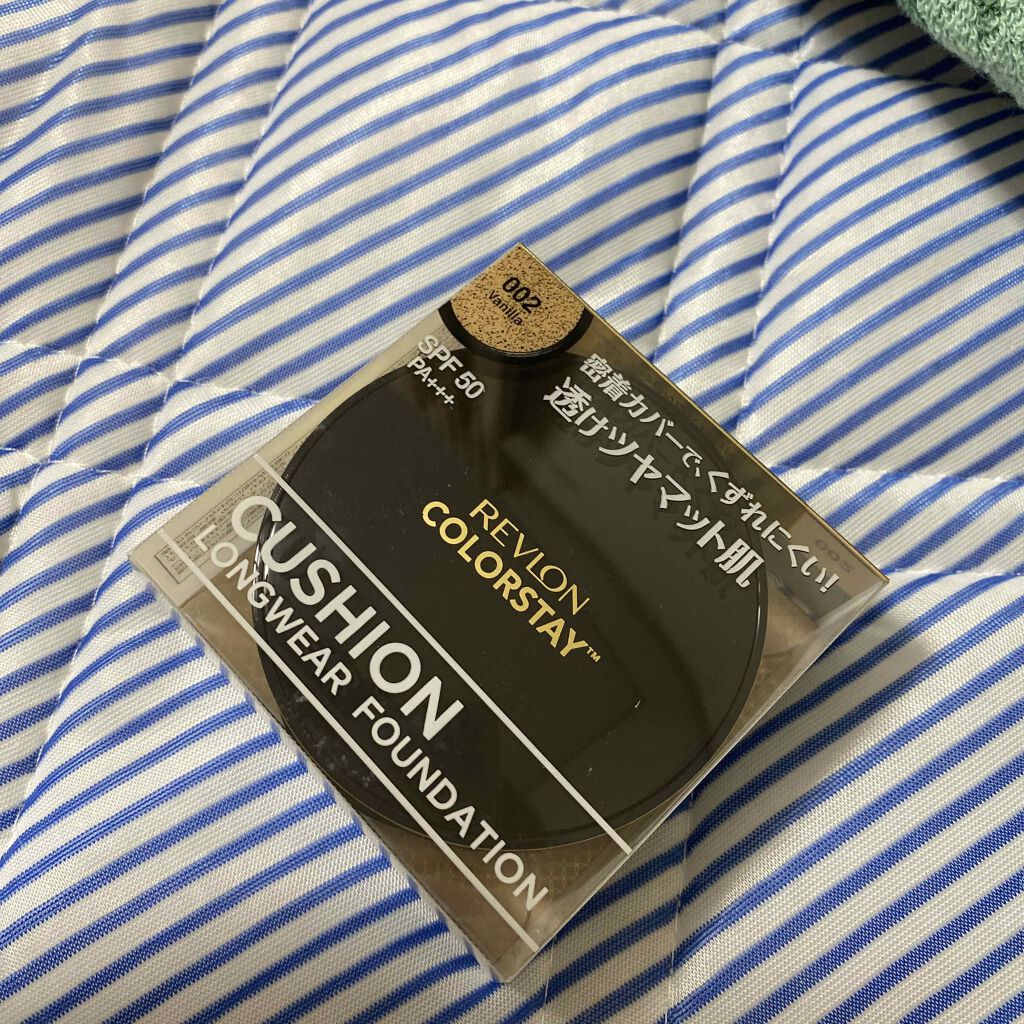 002
Vanilla
SPF 50
PA+++
密着カバーで、くずれにくい!
透けツヤマット肌
REVLON
COLORSTAY™
CUSHION
LONGWEAR FOUNDATION
002